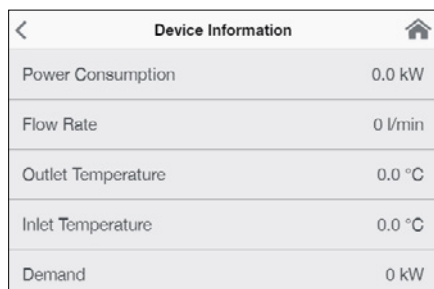 Device Information
Power Consumption 0.0 kW
Flow Rate 0 l/min
Outlet Temperature 0.0 °C
Inlet Temperature 0.0 °C
Demand 0 kW